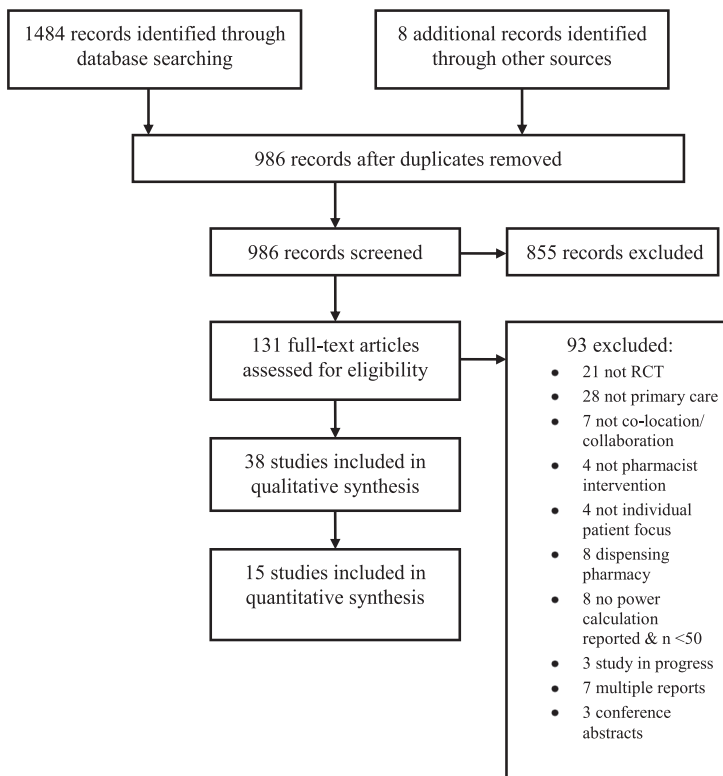 1484 records identified through
database searching
8 additional records identified
through other sources
986 records after duplicates removed
986 records screened
855 records excluded
131 full-text articles
assessed for eligibility
93 excluded:
• 21 not RCT
• 28 not primary care
• 7 not co-location/
collaboration
• 4 not pharmacist
intervention
• 4 not individual
patient focus
• 8 dispensing
pharmacy
• 8 no power
calculation
reported & n <50
• 3 study in progress
• 7 multiple reports
• 3 conference
abstracts
38 studies included in
qualitative synthesis
15 studies included in
quantitative synthesis